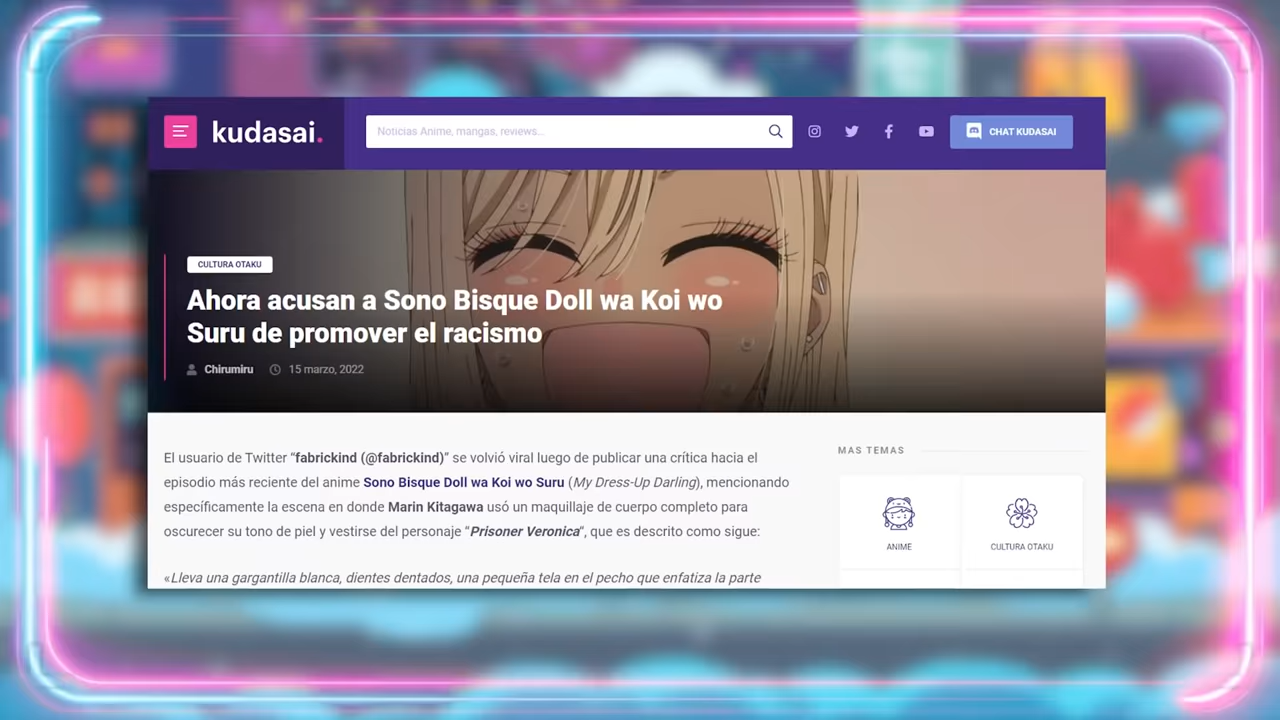 kudasai.
Noticias Anime, mangas, reviews...
CHAT KUDASAI
CULTURA OTAKU
Ahora acusan a Sono Bisque Doll wa Koi wo
Suru de promover el racismo
Chirumiru 15 marzo, 2022
El usuario de Twitter “fabrickind (@fabrickind)” se volvió viral luego de publicar una crítica hacia el
episodio más reciente del anime Sono Bisque Doll wa Koi wo Suru (My Dress-Up Darling), mencionando
específicamente la escena en donde Marin Kitagawa usó un maquillaje de cuerpo completo para
oscurecer su tono de piel y vestirse del personaje “Prisoner Veronica“, que es descrito como sigue:
«Lleva una gargantilla blanca, dientes dentados, una pequeña tela en el pecho que enfatiza la parte
MAS TEMAS
ANIME
CULTURA OTAKU